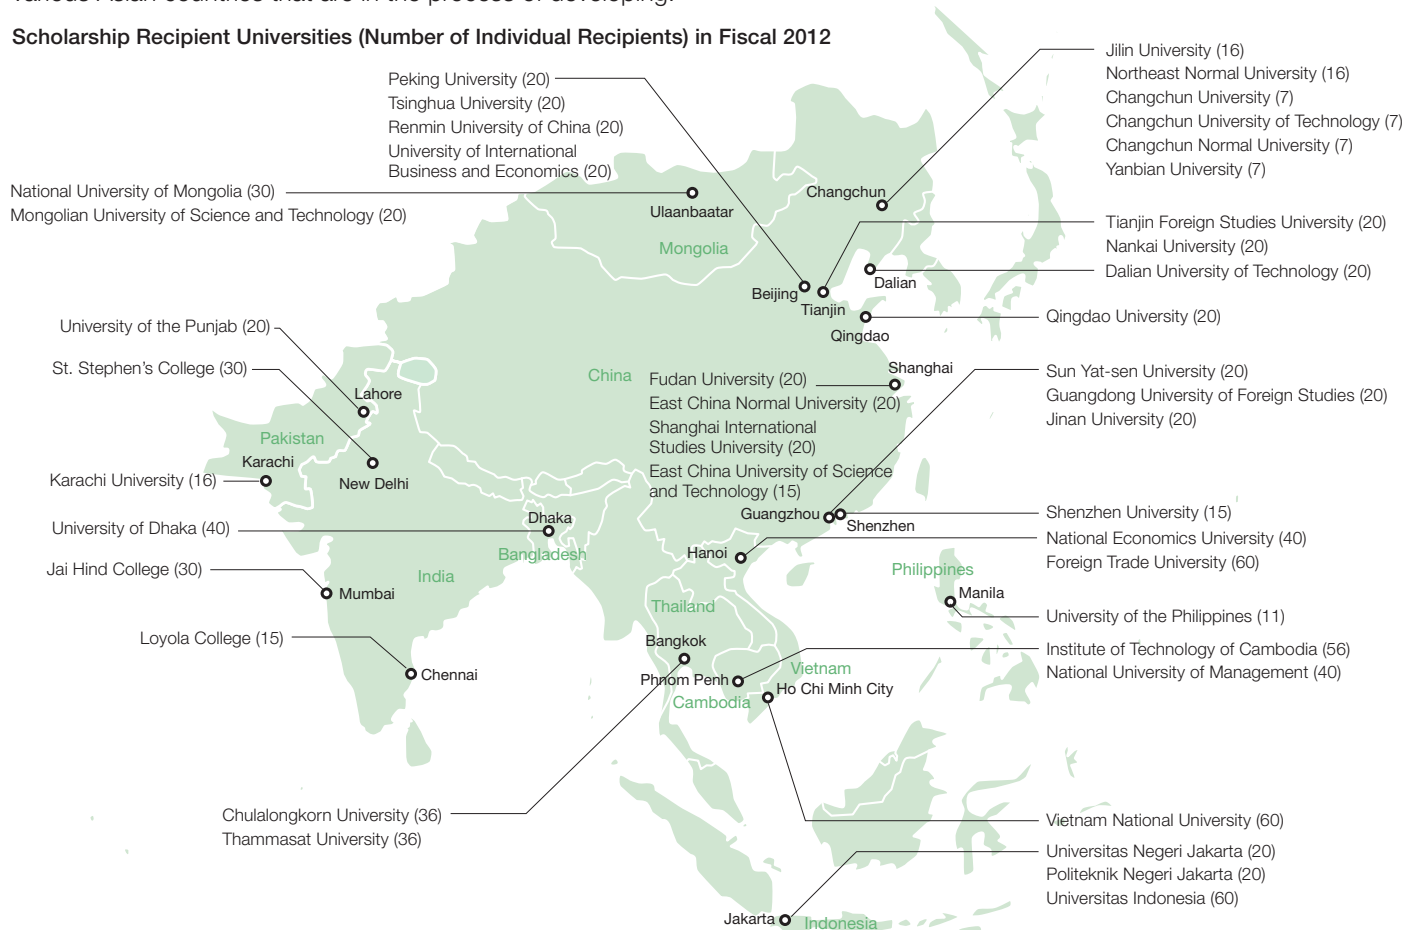 various Asian countries that are in the process of developing.
Scholarship Recipient Universities (Number of Individual Recipients) in Fiscal 2012
Peking University (20)
Tsinghua University (20)
Renmin University of China (20)
University of International
Business and Economics (20)
Jilin University (16)
Northeast Normal University (16)
Changchun University (7)
Changchun University of Technology (7)
Changchun Normal University (7)
Yanbian University (7)
National University of Mongolia (30)
Mongolian University of Science and Technology (20)
Ulaanbaatar
Mongolia
Changchun
Tianjin Foreign Studies University (20)
Nankai University (20)
Dalian University of Technology (20)
Dalian
Beijing
Tianjin
Qingdao
Qingdao University (20)
University of the Punjab (20)
St. Stephen's College (30)
Lahore
Pakistan
Karachi
Karachi University (16)
New Delhi
China
Shanghai
Fudan University (20)
East China Normal University (20)
Shanghai International
Studies University (20)
East China University of Science
and Technology (15)
Sun Yat-sen University (20)
Guangdong University of Foreign Studies (20)
Jinan University (20)
Guangzhou
Shenzhen
Shenzhen University (15)
University of Dhaka (40)
Dhaka
Bangladesh
Hanoi
National Economics University (40)
Foreign Trade University (60)
Jai Hind College (30)
Mumbai
India
Philippines
Manila
University of the Philippines (11)
Thailand
Bangkok
Loyola College (15)
Chennai
Institute of Technology of Cambodia (56)
National University of Management (40)
Phnom Penh
Vietnam
Ho Chi Minh City
Cambodia
Chulalongkorn University (36)
Thammasat University (36)
Vietnam National University (60)
Universitas Negeri Jakarta (20)
Politeknik Negeri Jakarta (20)
Universitas Indonesia (60)
Jakarta
Indonesia